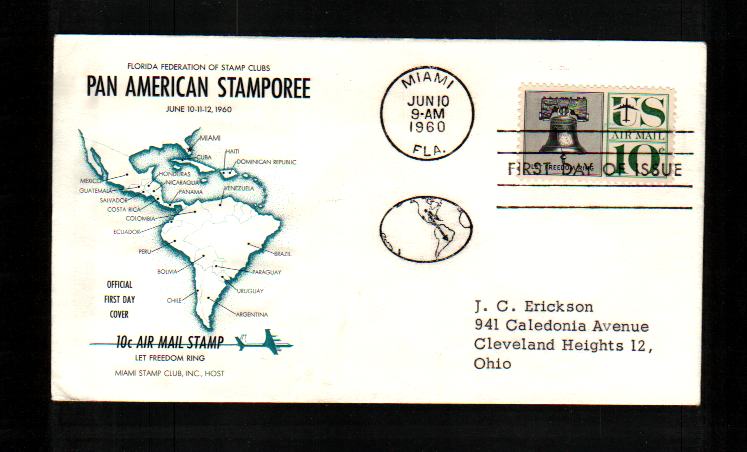 FLORIDA FEDERATION OF STAMP CLUBS
PAN AMERICAN STAMPOREE
JUNE 10-11-12, 1960
MIAMI
CUBA
HAITI
DOMINICAN REPUBLIC
MEXICO
HONDURAS
GUATEMALA
NICARAGUA
SALVADOR
PANAMA
VENEZUELA
COSTA RICA
COLOMBIA
ECUADOR
PERU
BRAZIL
BOLIVIA
PARAGUAY
URUGUAY
CHILE
ARGENTINA
OFFICIAL
FIRST DAY
COVER
10c AIR MAIL STAMP
LET FREEDOM RING
MIAMI STAMP CLUB, INC., HOST
MIAMI
JUN 10
9-AM
1960
FLA.
US
AIR MAIL
10c
LET FREEDOM RING
FIRST DAY OF ISSUE
J. C. Erickson
941 Caledonia Avenue
Cleveland Heights 12,
Ohio